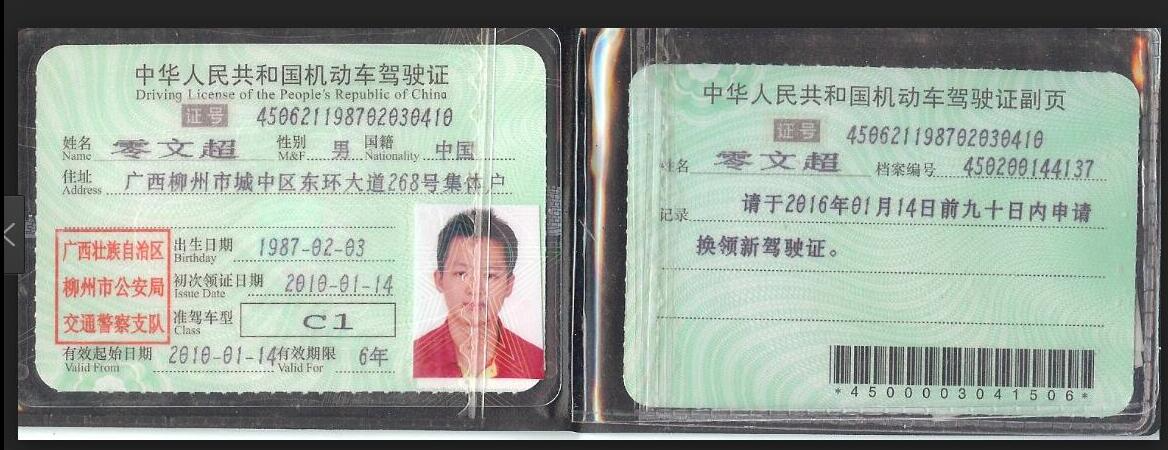 中华人民共和国机动车驾驶证
Driving License of the People's Republic of China
证号 450621198702030410
姓名 零文超 性别 男 国籍 中国
Name M&F Nationality
住址 广西柳州市城中区东环大道268号集体户
Address
广西壮族自治区
柳州市公安局
交通警察支队
出生日期 1987-02-03
Birthday
初次领证日期 2010-01-14
Issue Date
准驾车型 C1
Class
有效起始日期 2010-01-14 有效期限 6年
Valid From Valid For
中华人民共和国机动车驾驶证副页
证号 450621198702030410
姓名 零文超 档案编号 450200144137
Name
记录 请于2016年01月14日前九十日内申请
换领新驾驶证。
*4500003041506*